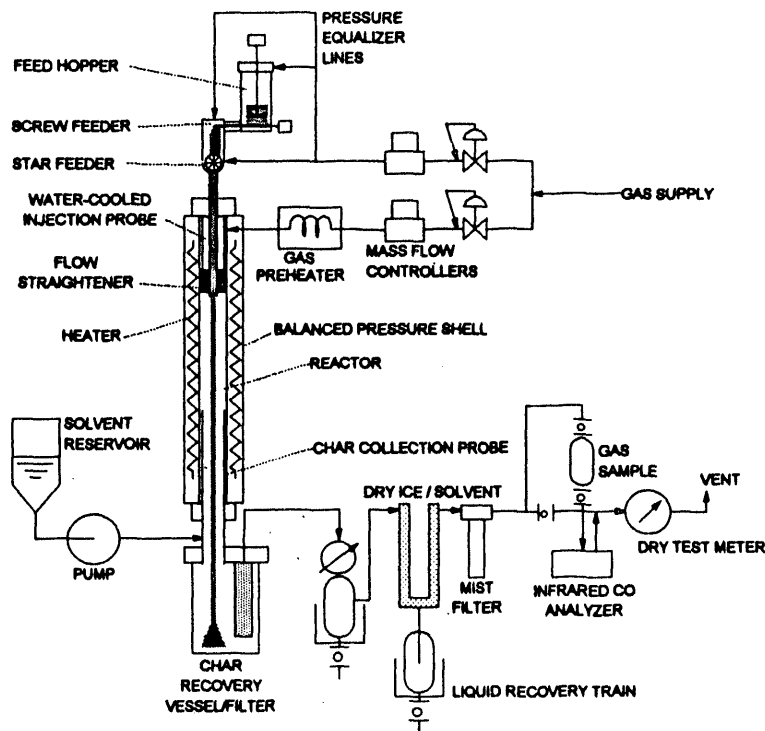 PRESSURE
EQUALIZER
LINES
FEED HOPPER
SCREW FEEDER
STAR FEEDER
GAS SUPPLY
WATER-COOLED
INJECTION PROBE
GAS
PREHEATER
MASS FLOW
CONTROLLERS
FLOW
STRAIGHTENER
HEATER
BALANCED PRESSURE SHELL
REACTOR
SOLVENT
RESERVOIR
CHAR COLLECTION PROBE
GAS
SAMPLE
VENT
DRY ICE / SOLVENT
DRY TEST METER
PUMP
MIST
FILTER
INFRARED CO
ANALYZER
CHAR
RECOVERY
VESSEL/FILTER
LIQUID RECOVERY TRAIN